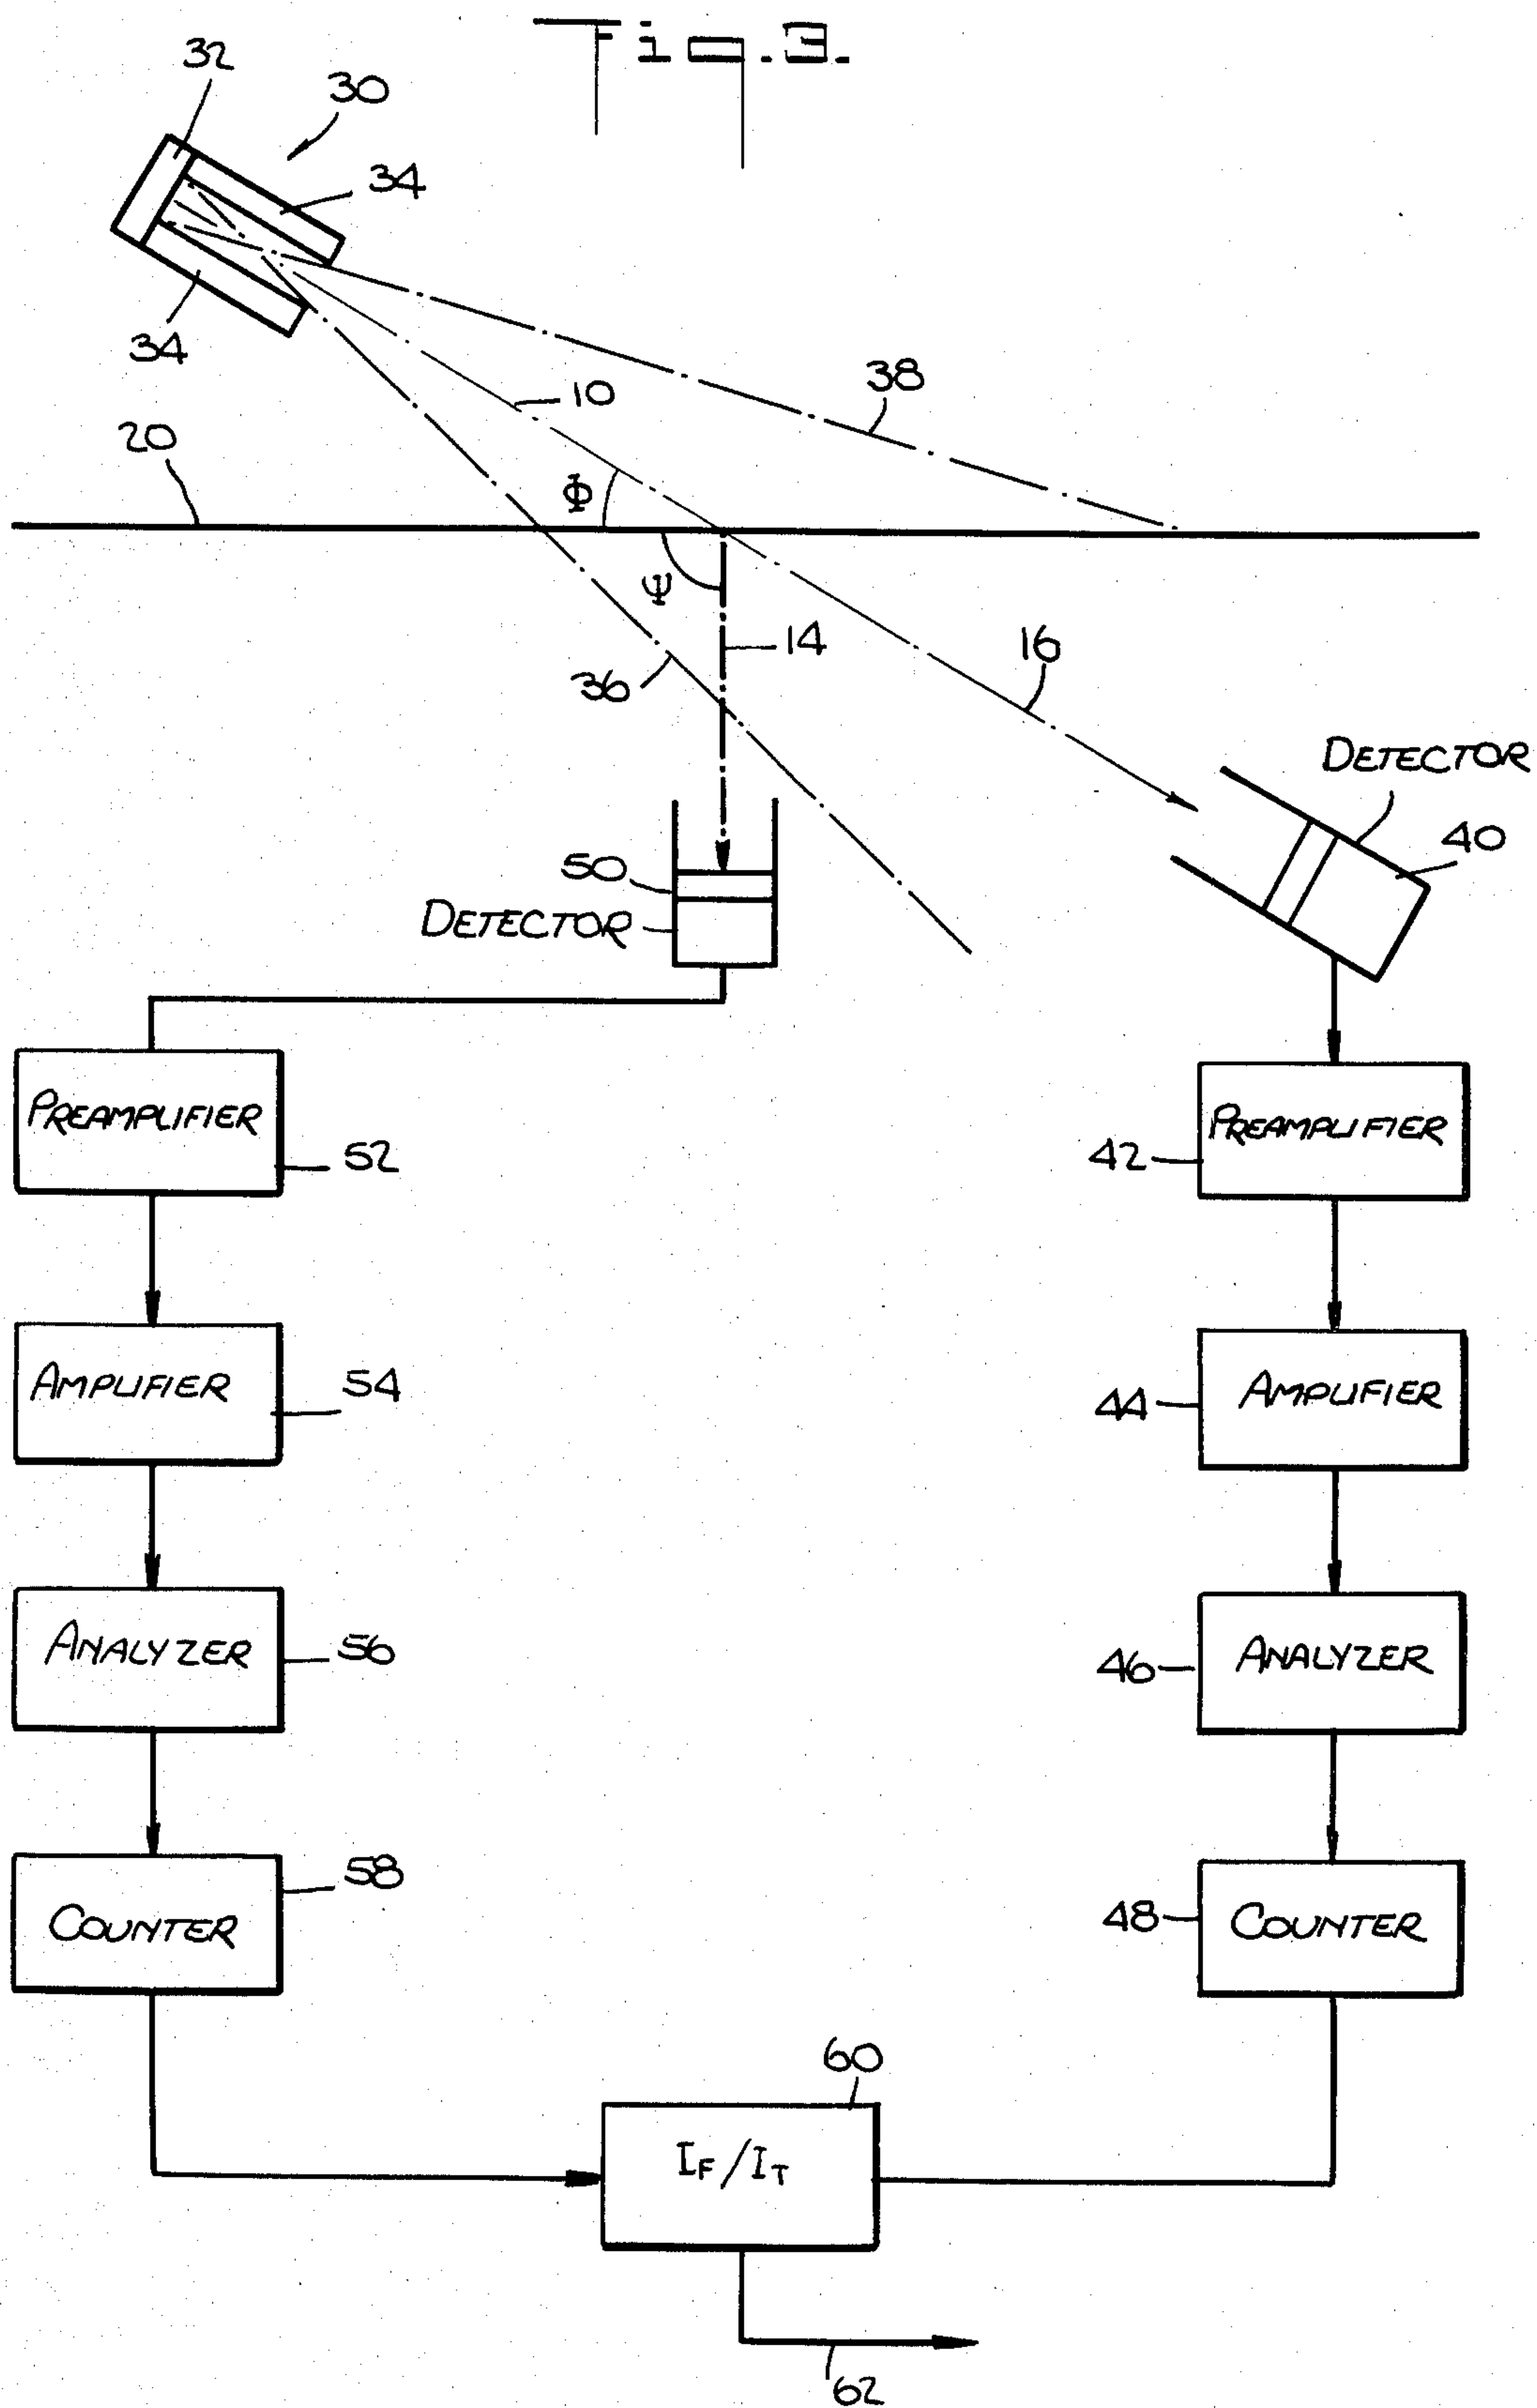 Fig.3.
32
30
34
34
38
10
20
Φ
Ψ
14
16
36
DETECTOR
40
50
DETECTOR
PREAMPLIFIER
52
PREAMPLIFIER
42
AMPLIFIER
54
AMPLIFIER
44
ANALYZER
56
ANALYZER
46
COUNTER
58
COUNTER
48
60
IF/IT
62